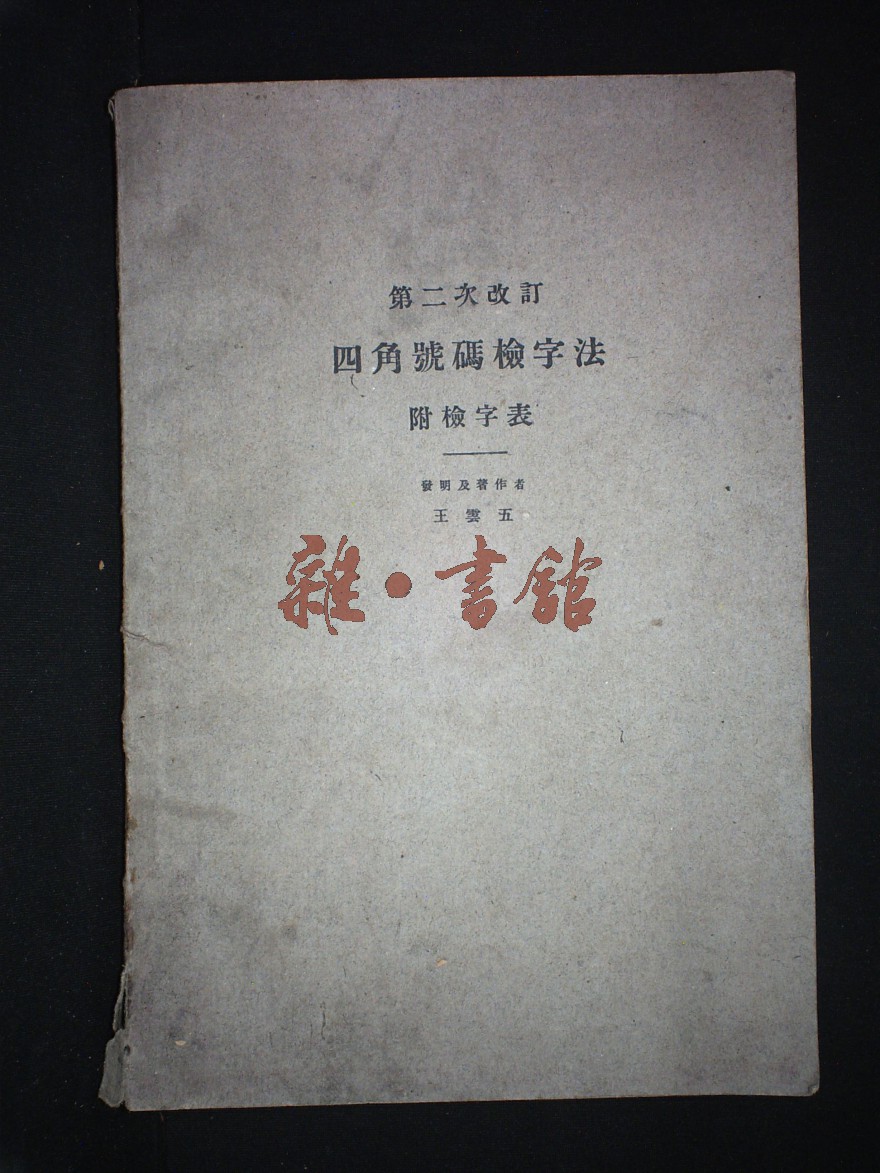 第二次改訂
四角號碼檢字法
附檢字表
發明及著作者
王雲五
雜·書館